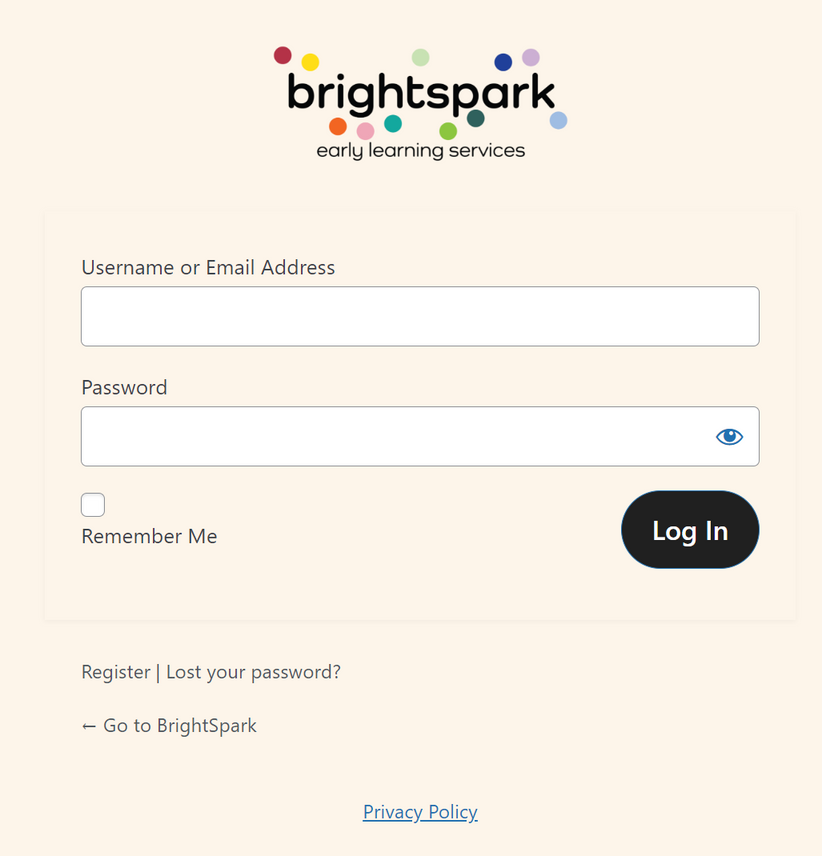 brightspark
early learning services
Username or Email Address
Password
Remember Me
Log In
Register | Lost your password?
← Go to BrightSpark
Privacy Policy